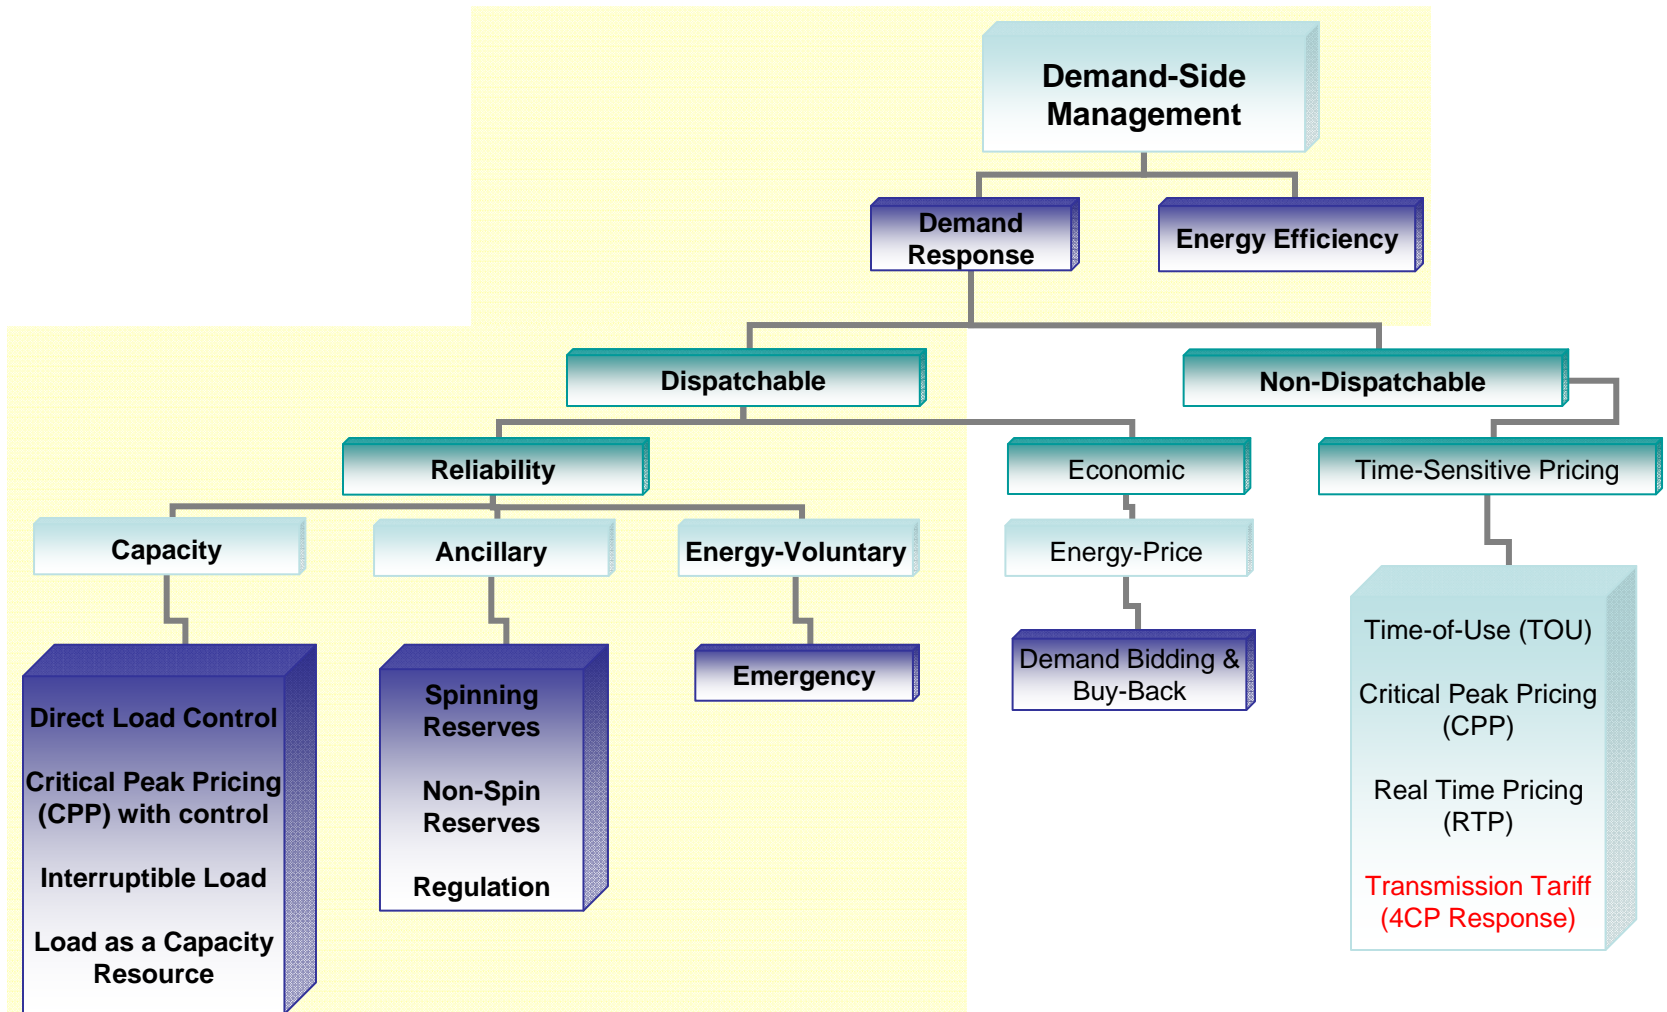 Demand-Side
Management
Demand
Response
Energy Efficiency
Dispatchable
Non-Dispatchable
Reliability
Economic
Time-Sensitive Pricing
Capacity
Ancillary
Energy-Voluntary
Energy-Price
Direct Load Control
Critical Peak Pricing
(CPP) with control
Interruptible Load
Load as a Capacity
Resource
Spinning
Reserves
Non-Spin
Reserves
Regulation
Emergency
Demand Bidding &
Buy-Back
Time-of-Use (TOU)
Critical Peak Pricing
(CPP)
Real Time Pricing
(RTP)
Transmission Tariff
(4CP Response)